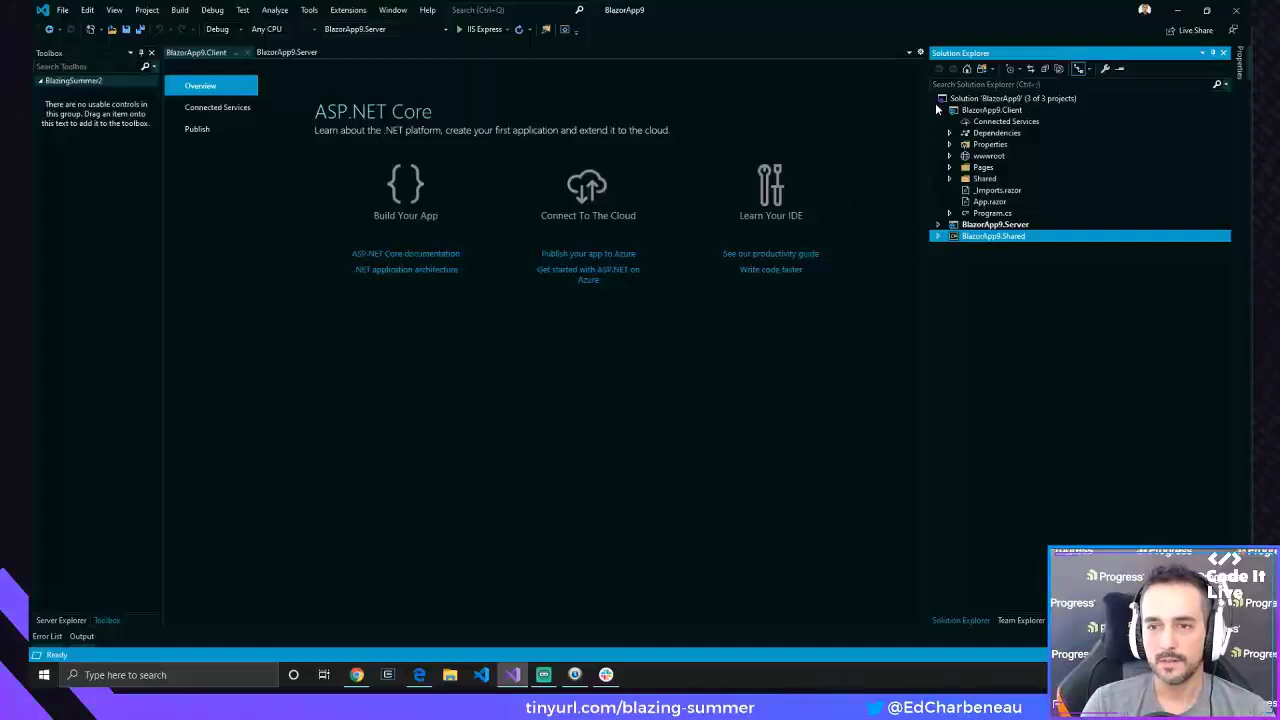 File Edit View Project Build Debug Test Analyze Tools Extensions Window Help Search (Ctrl+Q) BlazorApp9
Debug Any CPU BlazorApp9.Server IIS Express Live Share
Toolbox
Search Toolbox
BlazingSummer2
There are no usable controls in
this group. Drag an item onto
this text to add it to the toolbox.
Server Explorer Toolbox
Error List Output
BlazorApp9.Client BlazorApp9.Server
Overview
Connected Services
Publish
ASP.NET Core
Learn about the .NET platform, create your first application and extend it to the cloud.
Build Your App
ASP.NET Core documentation
.NET application architecture
Connect To The Cloud
Publish your app to Azure
Get started with ASP.NET on
Azure
Learn Your IDE
See our productivity guide
Write code faster
Solution Explorer
Search Solution Explorer (Ctrl+;)
Solution 'BlazorApp9' (3 of 3 projects)
BlazorApp9.Client
Connected Services
Dependencies
Properties
wwwroot
Pages
Shared
_Imports.razor
App.razor
Program.cs
BlazorApp9.Server
BlazorApp9.Shared
Solution Explorer Team Explorer
Properties
Ready
Type here to search
Progress
Code It
Live
tinyurl.com/blazing-summer
@EdCharbeneau